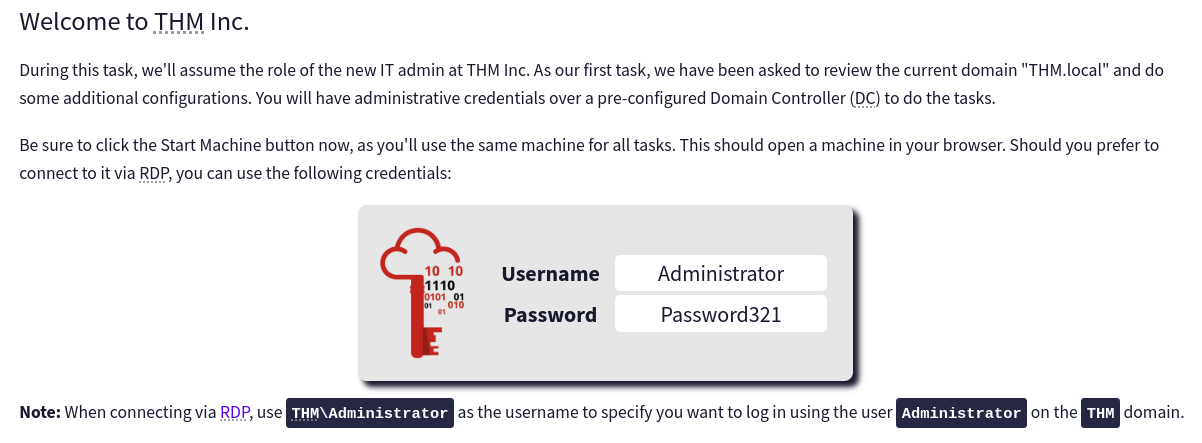 Welcome to THM Inc.
During this task, we'll assume the role of the new IT admin at THM Inc. As our first task, we have been asked to review the current domain "THM.local" and do
some additional configurations. You will have administrative credentials over a pre-configured Domain Controller (DC) to do the tasks.
Be sure to click the Start Machine button now, as you'll use the same machine for all tasks. This should open a machine in your browser. Should you prefer to
connect to it via RDP, you can use the following credentials:
10 10
1110
0101 01
01 010
01
Username Administrator
Password Password321
Note: When connecting via RDP, use THM\Administrator as the username to specify you want to log in using the user Administrator on the THM domain.